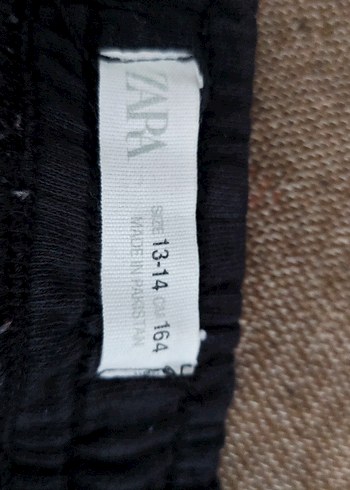 ZARA
SIZE 13-14 CM 164
MADE IN PAKISTAN